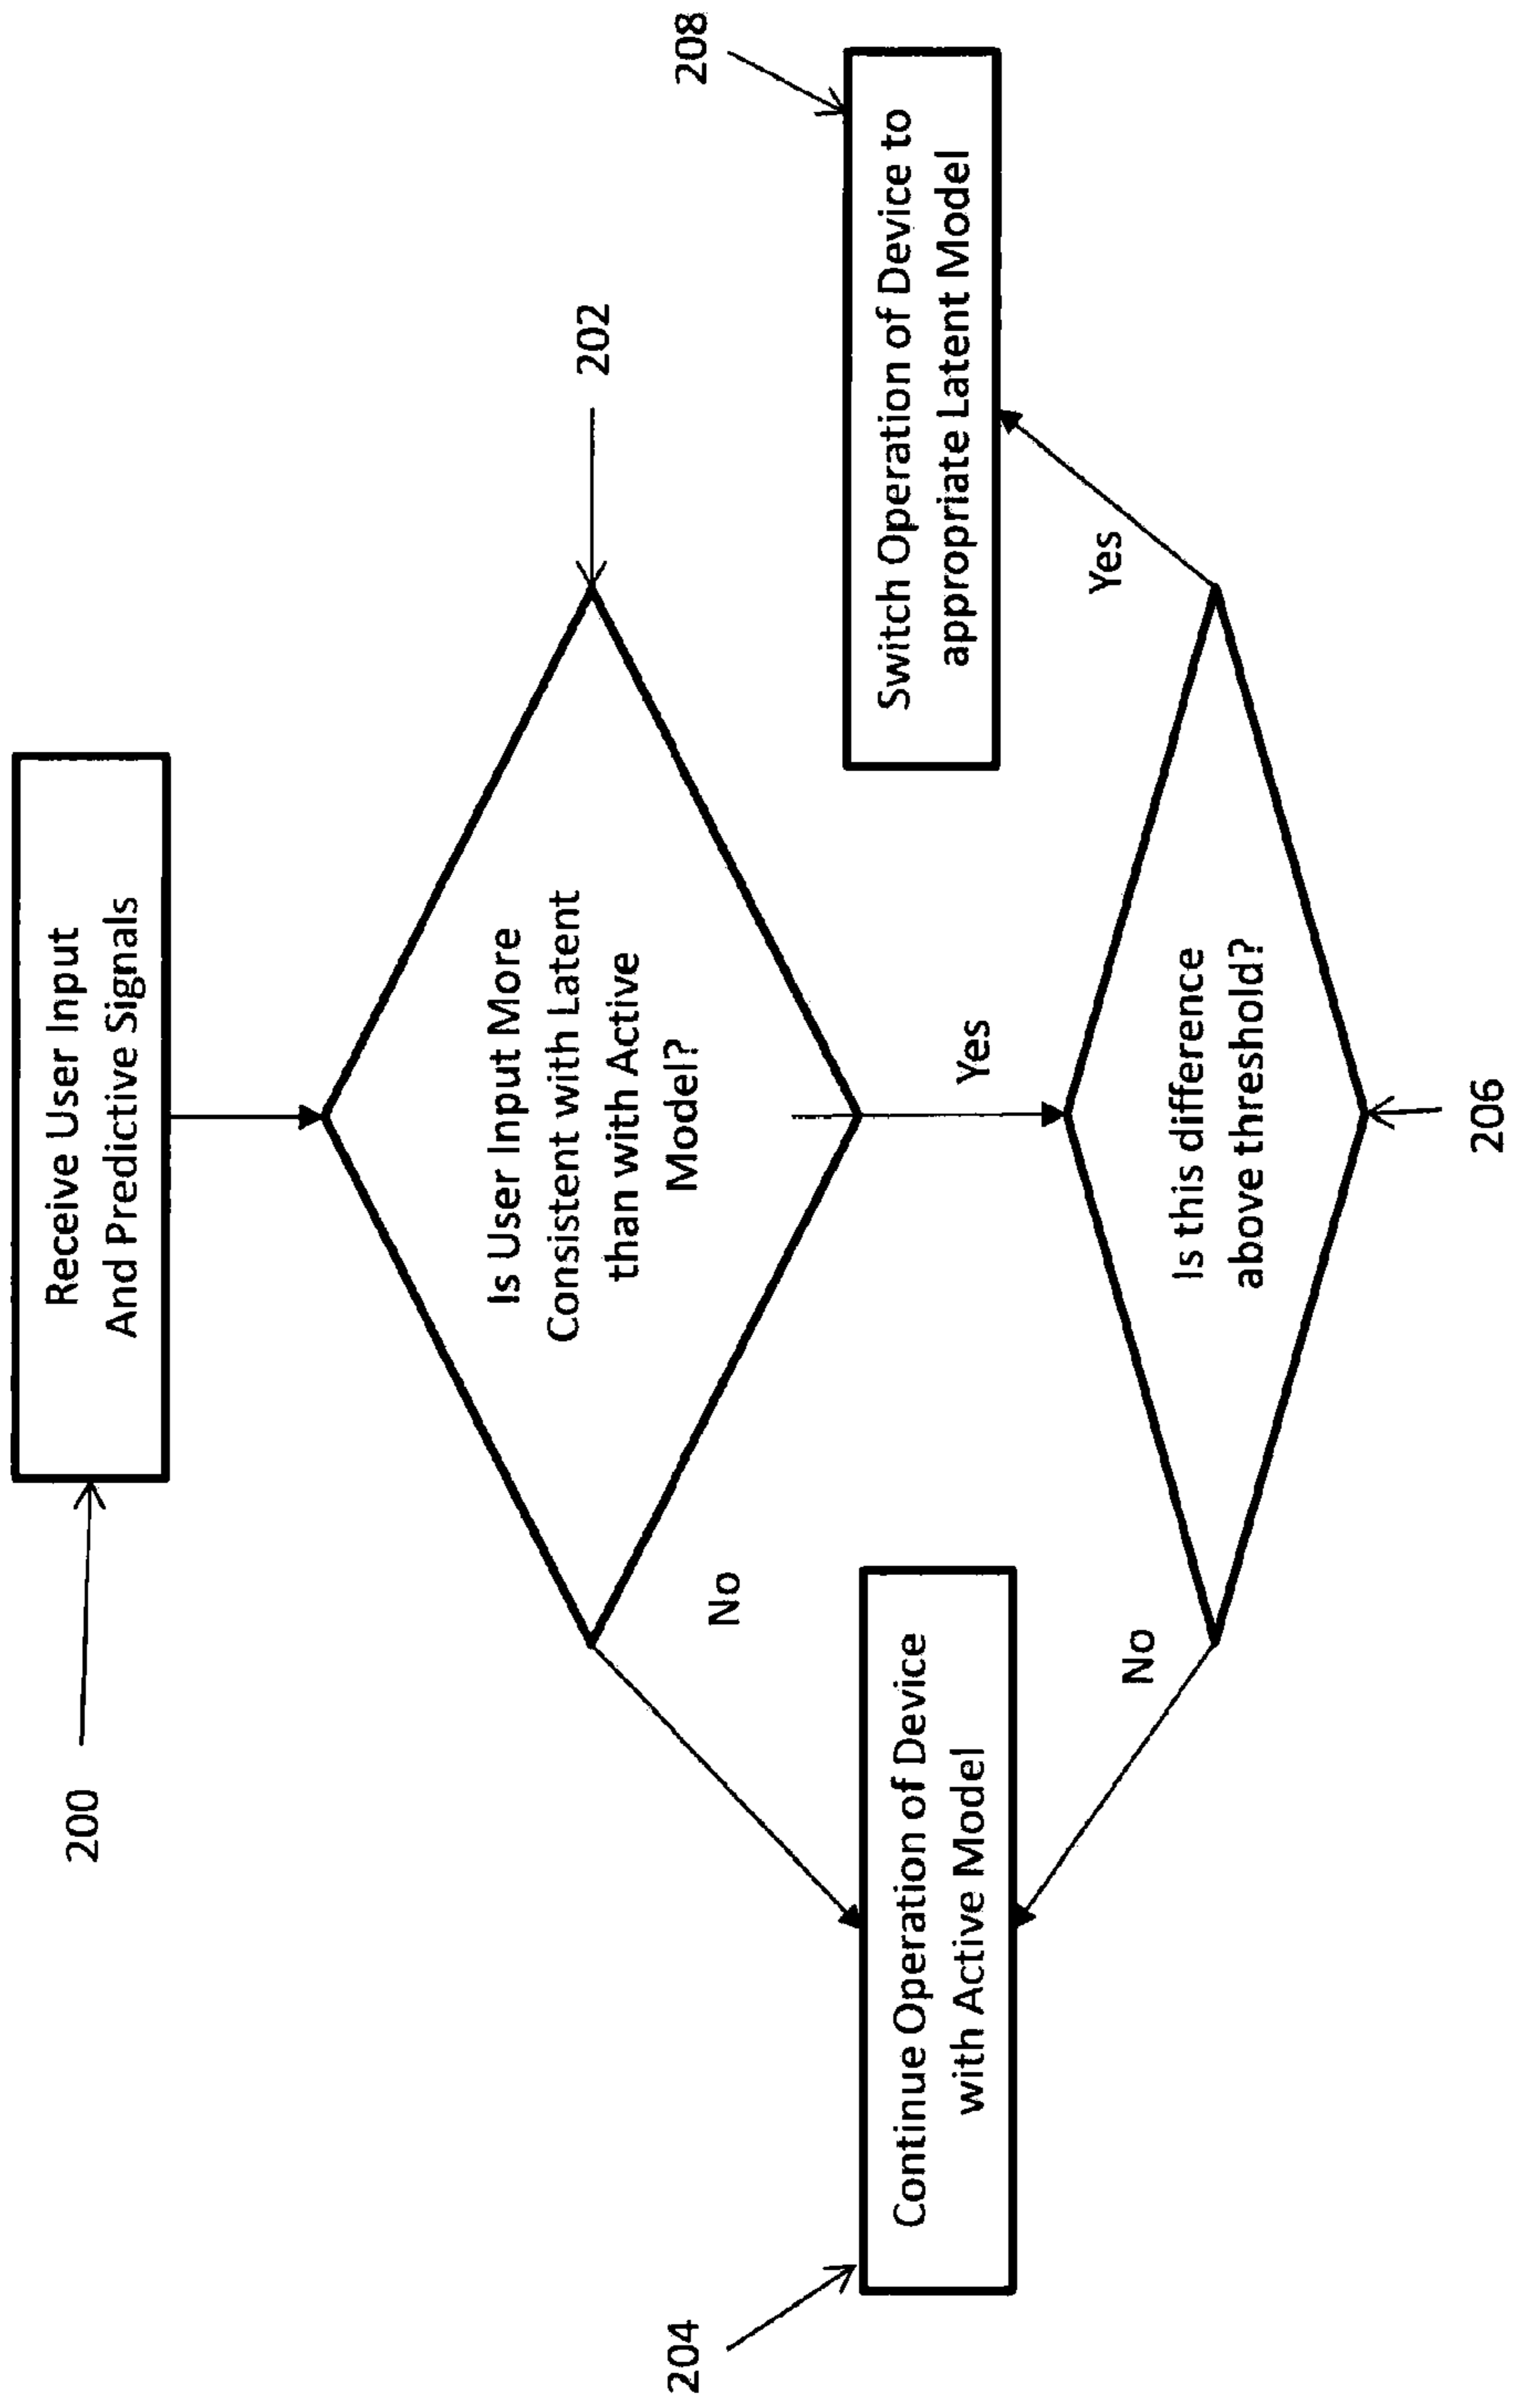 200
Receive User Input
And Predictive Signals
Is User Input More
Consistent with Latent
than with Active
Model?
202
No
Yes
204
Continue Operation of Device
with Active Model
208
Switch Operation of Device to
appropriate Latent Model
No
Is this difference
above threshold?
Yes
206